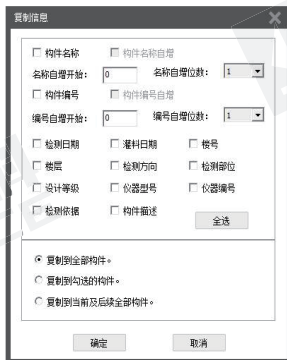 复制信息
构件名称 构件名称自增
名称自增开始： 0 名称自增位数： 1
构件编号 构件编号自增
编号自增开始： 0 编号自增位数： 1
检测日期 灌料日期 楼号
楼层 检测方向 检测部位
设计等级 仪器型号 仪器编号
检测依据 构件描述
全选
复制到全部构件。
复制到勾选的构件。
复制到当前及后续全部构件。
确定 取消